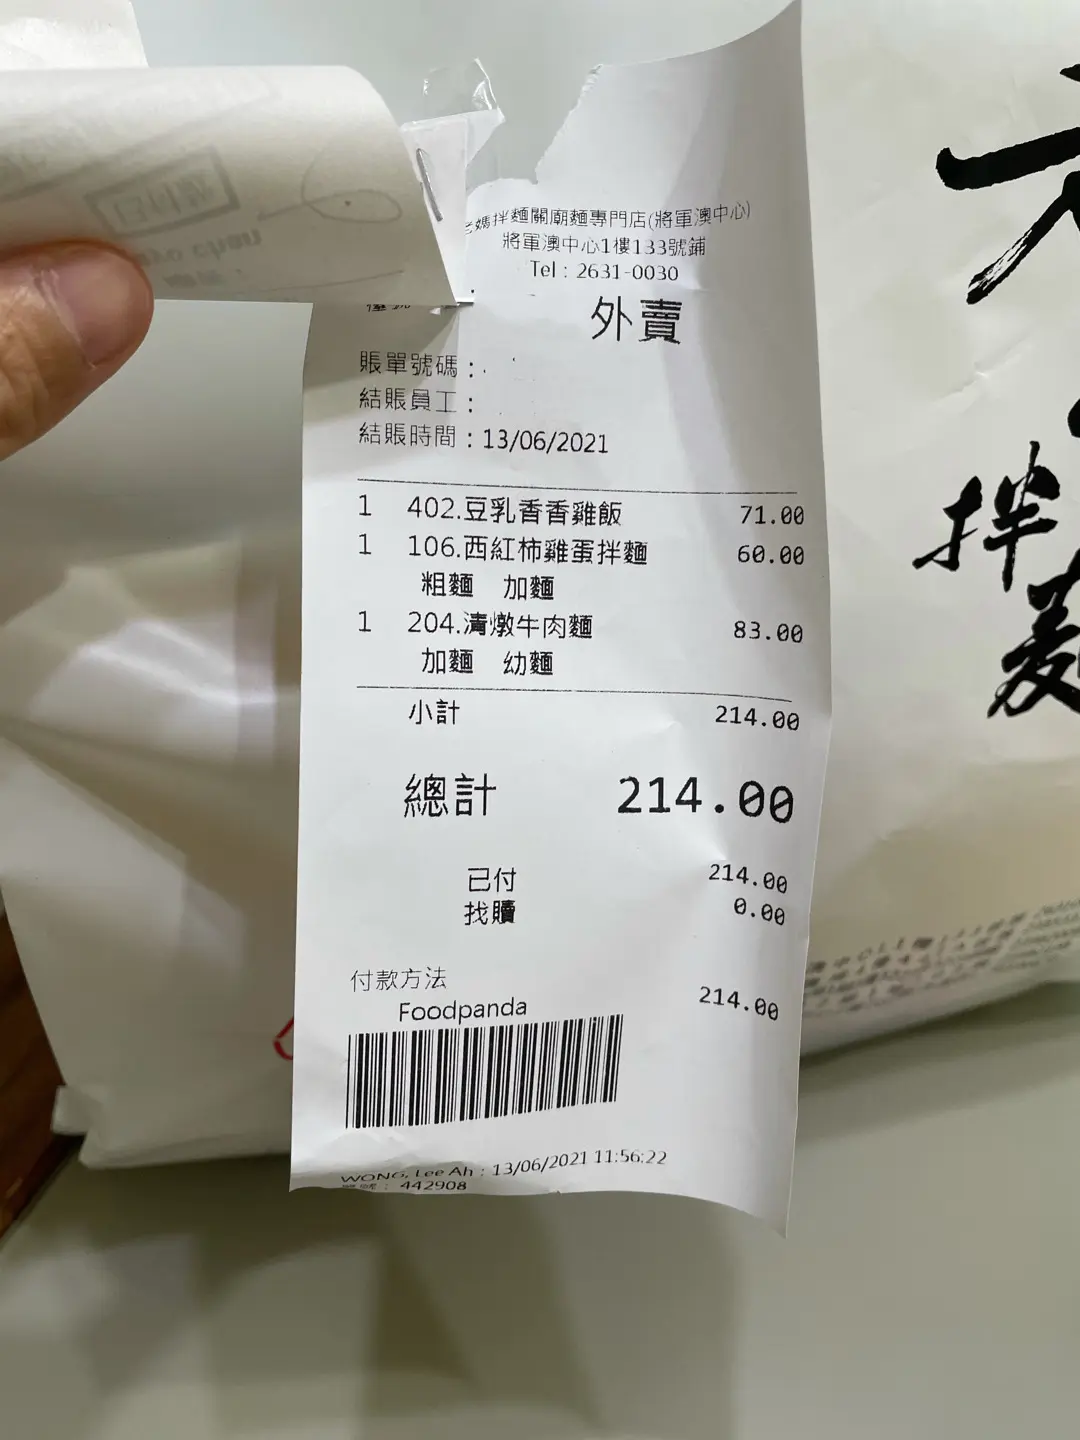 媽拌麵關廟麵專門店(將軍澳中心)
將軍澳中心1樓133號鋪
Tel : 2631-0030
外賣
賬單號碼 :
結賬員工 :
結賬時間 : 13/06/2021
1 402.豆乳香香雞飯 71.00
1 106.西紅柿雞蛋拌麵 60.00
粗麵 加麵
1 204.清燉牛肉麵 83.00
加麵 幼麵
小計 214.00
總計 214.00
已付 214.00
找贖 0.00
付款方法
Foodpanda 214.00
WONG, Lee Ah : 13/06/2021 11:56:22
442908
拌
麵